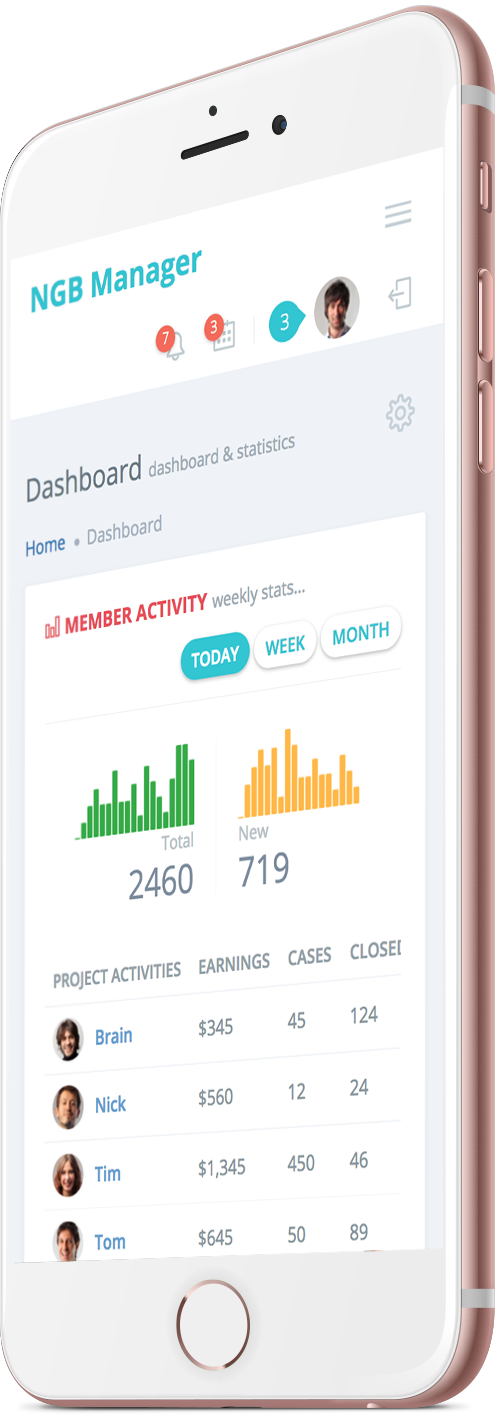 NGB Manager
7
3
3
Dashboard dashboard & statistics
Home • Dashboard
MEMBER ACTIVITY weekly stats...
TODAY WEEK MONTH
Total New
2460 719
PROJECT ACTIVITIES EARNINGS CASES CLOSED
Brain $345 45 124
Nick $560 12 24
Tim $1,345 450 46
Tom $645 50 89